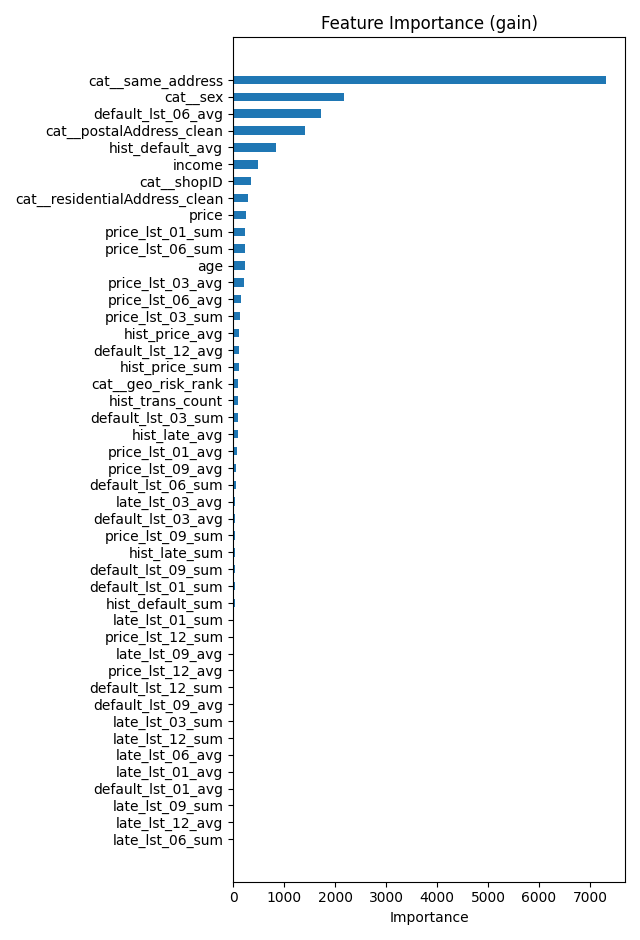 Feature Importance (gain)
cat__same_address
cat__sex
default_lst_06_avg
cat__postalAddress_clean
hist_default_avg
income
cat__shopID
cat__residentialAddress_clean
price
price_lst_01_sum
price_lst_06_sum
age
price_lst_03_avg
price_lst_06_avg
price_lst_03_sum
hist_price_avg
default_lst_12_avg
hist_price_sum
cat__geo_risk_rank
hist_trans_count
default_lst_03_sum
hist_late_avg
price_lst_01_avg
price_lst_09_avg
default_lst_06_sum
late_lst_03_avg
default_lst_03_avg
price_lst_09_sum
hist_late_sum
default_lst_09_sum
default_lst_01_sum
hist_default_sum
late_lst_01_sum
price_lst_12_sum
late_lst_09_avg
price_lst_12_avg
default_lst_12_sum
default_lst_09_avg
late_lst_03_sum
late_lst_12_sum
late_lst_06_avg
late_lst_01_avg
default_lst_01_avg
late_lst_09_sum
late_lst_12_avg
late_lst_06_sum
0 1000 2000 3000 4000 5000 6000 7000
Importance